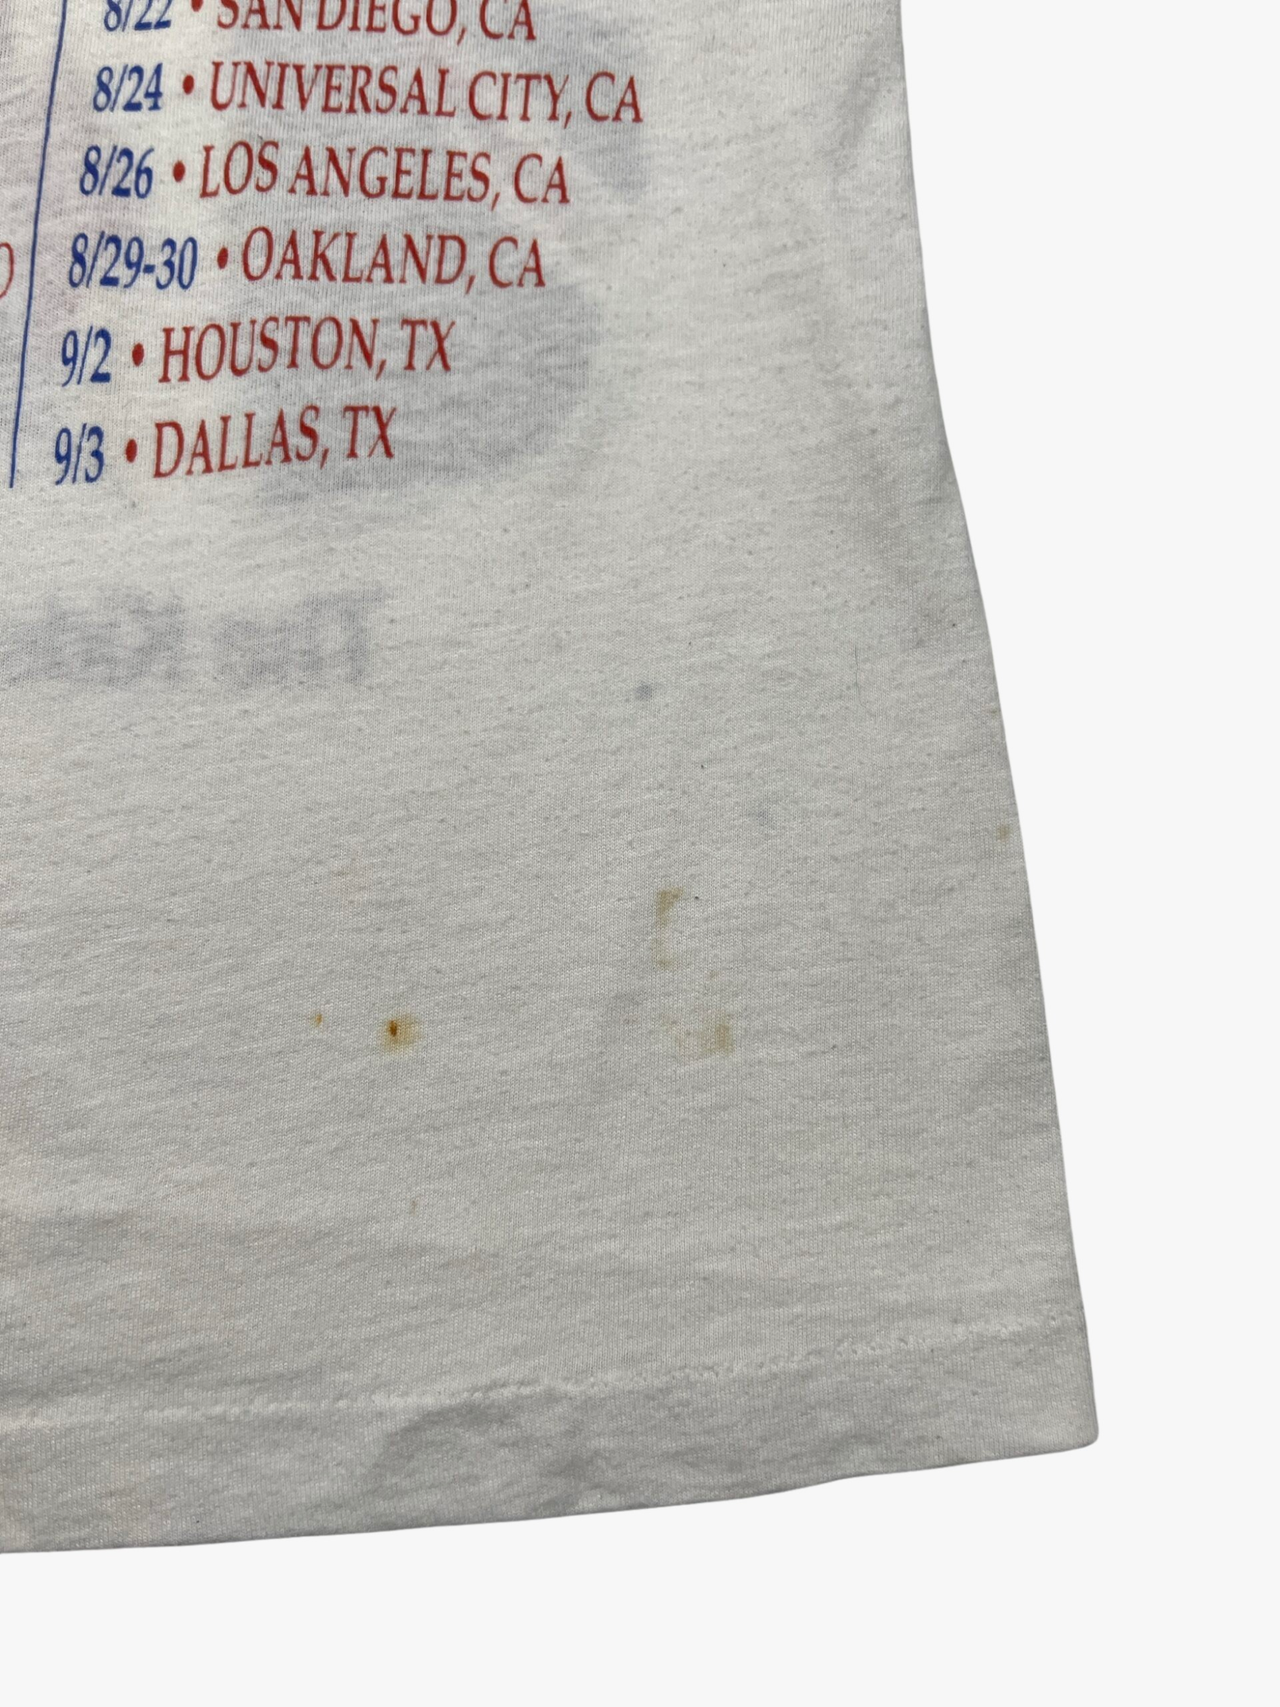 8/22 • SAN DIEGO, CA
8/24 • UNIVERSAL CITY, CA
8/26 • LOS ANGELES, CA
8/29-30 • OAKLAND, CA
9/2 • HOUSTON, TX
9/3 • DALLAS, TX
The